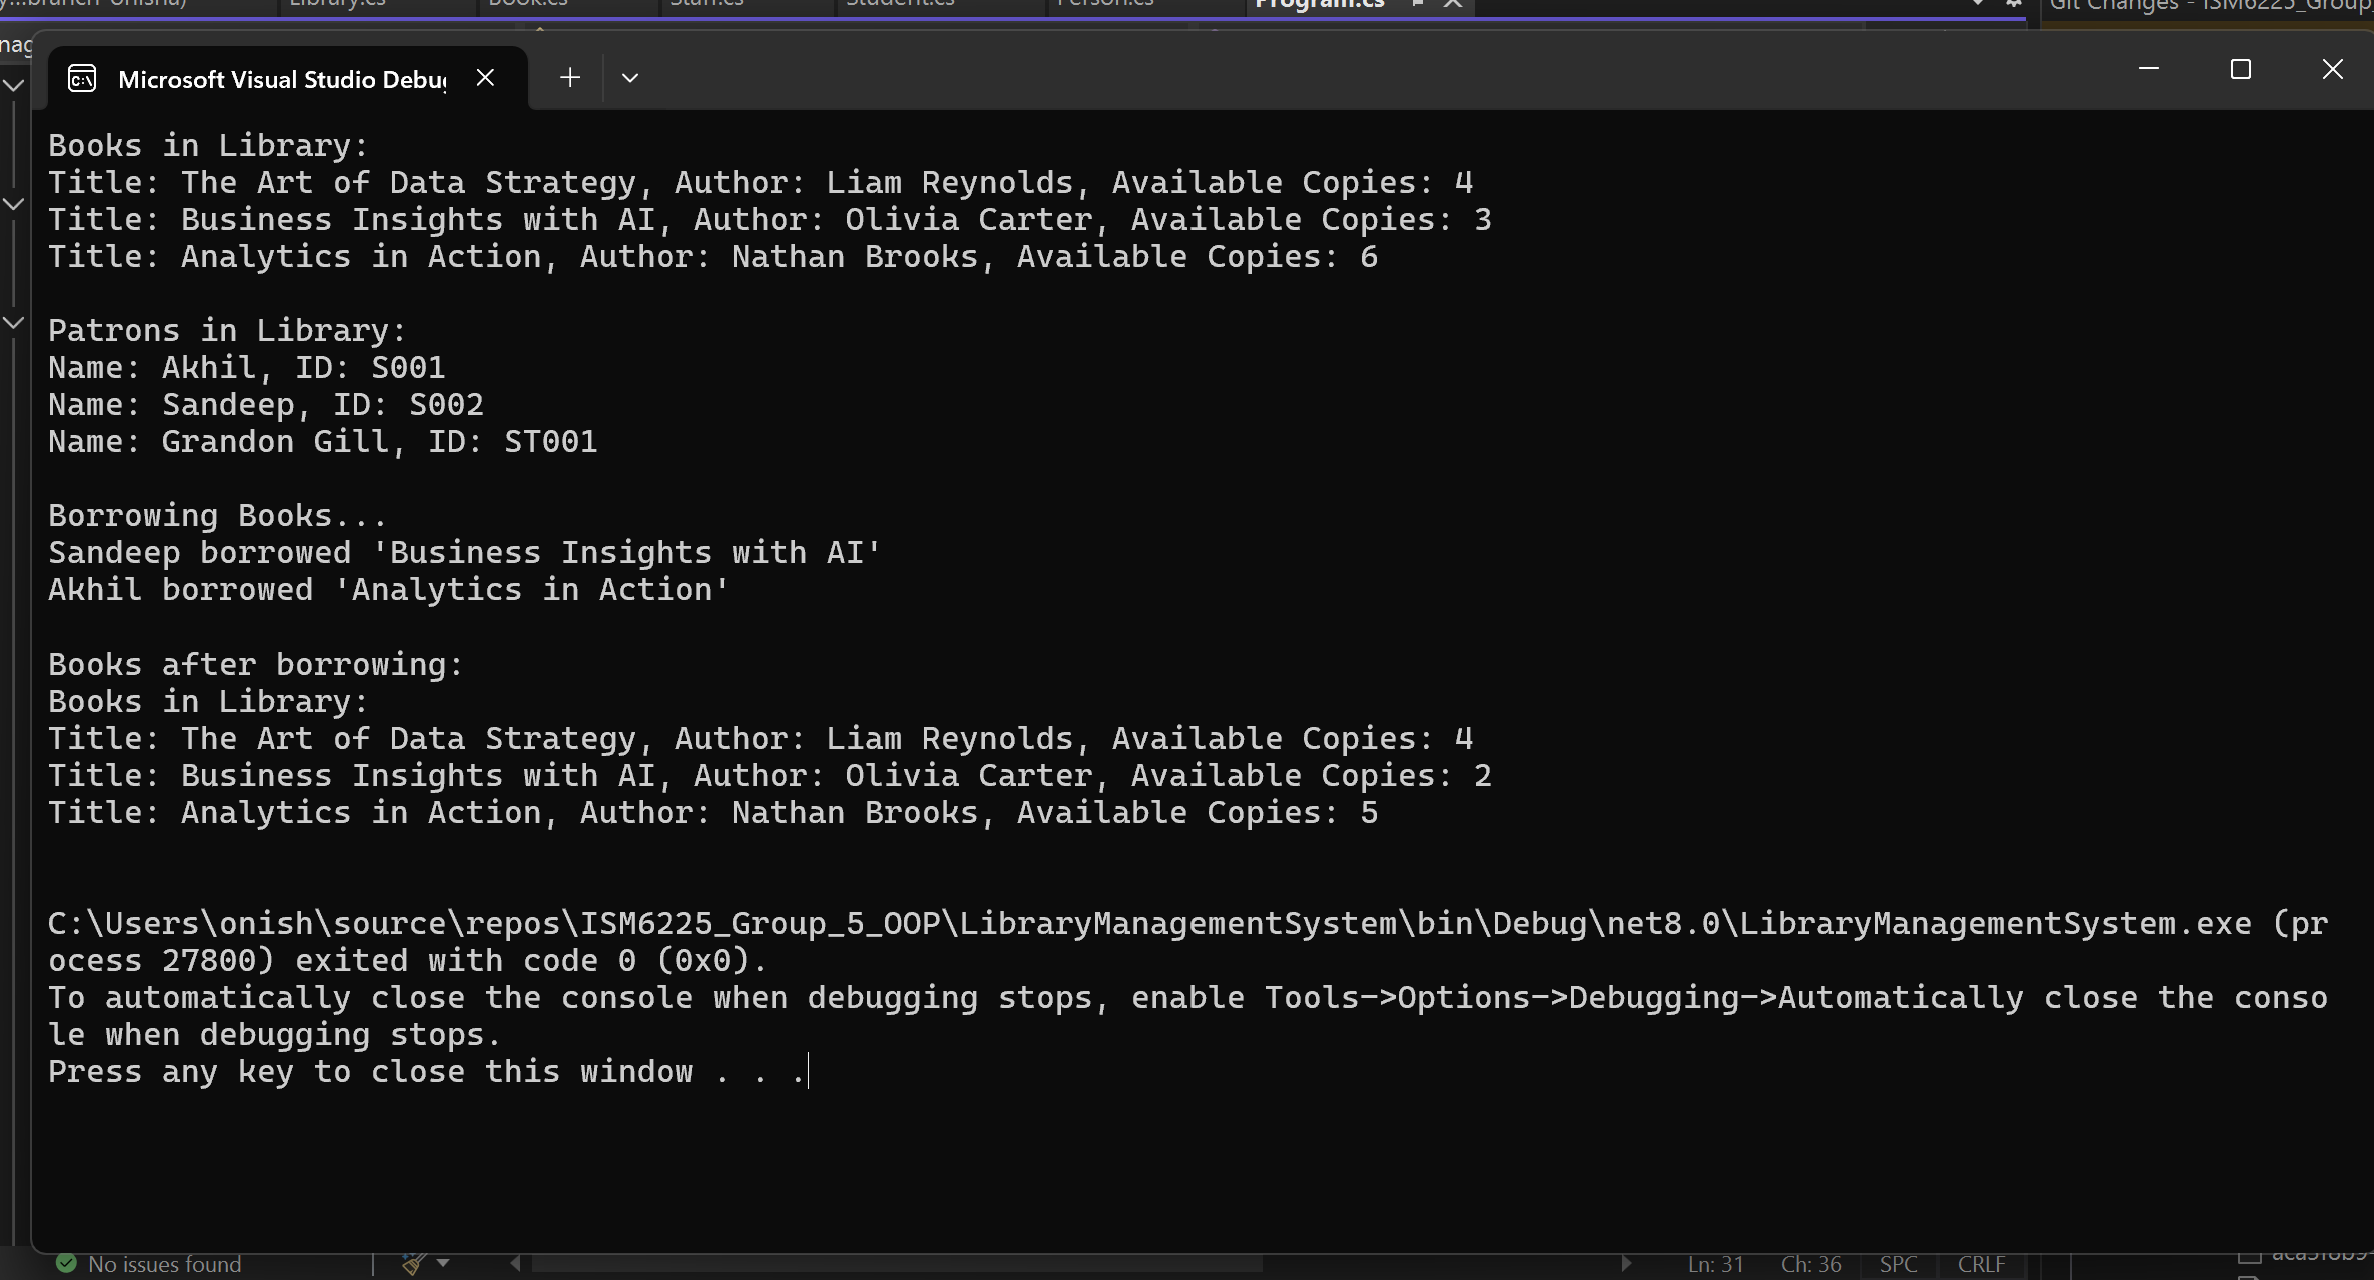 Library.cs Book.cs Staff.cs Student.cs Person.cs Program.cs Git Changes - ISM6225_Group_
Microsoft Visual Studio Debu
Books in Library:
Title: The Art of Data Strategy, Author: Liam Reynolds, Available Copies: 4
Title: Business Insights with AI, Author: Olivia Carter, Available Copies: 3
Title: Analytics in Action, Author: Nathan Brooks, Available Copies: 6
Patrons in Library:
Name: Akhil, ID: S001
Name: Sandeep, ID: S002
Name: Grandon Gill, ID: ST001
Borrowing Books...
Sandeep borrowed 'Business Insights with AI'
Akhil borrowed 'Analytics in Action'
Books after borrowing:
Books in Library:
Title: The Art of Data Strategy, Author: Liam Reynolds, Available Copies: 4
Title: Business Insights with AI, Author: Olivia Carter, Available Copies: 2
Title: Analytics in Action, Author: Nathan Brooks, Available Copies: 5
C:\Users\onish\source\repos\ISM6225_Group_5_OOP\LibraryManagementSystem\bin\Debug\net8.0\LibraryManagementSystem.exe (pr
ocess 27800) exited with code 0 (0x0).
To automatically close the console when debugging stops, enable Tools->Options->Debugging->Automatically close the conso
le when debugging stops.
Press any key to close this window . . .
No issues found Ln: 31 Ch: 36 SPC CRLF